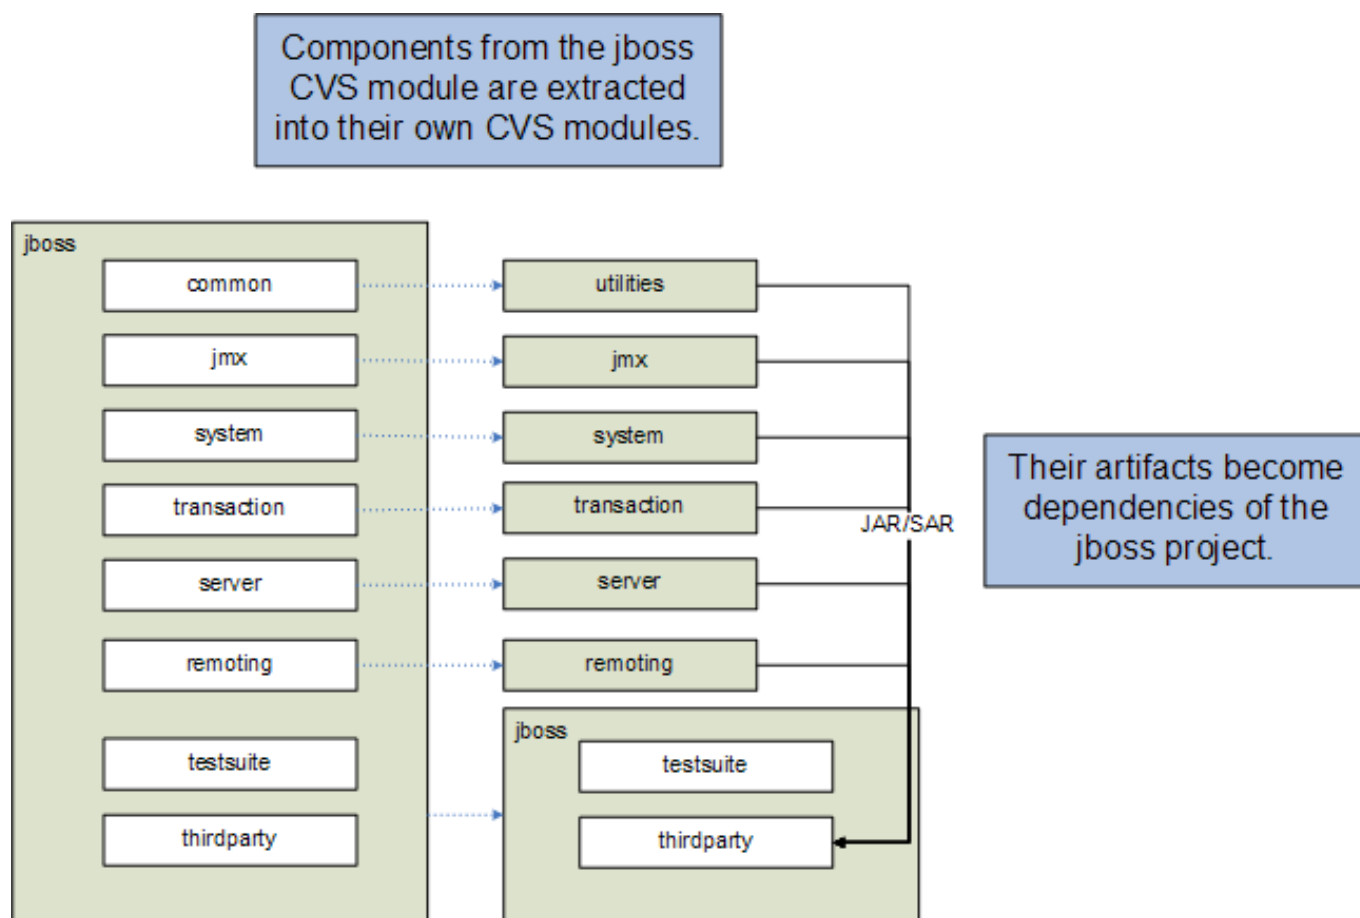 Components from the jboss
CVS module are extracted
into their own CVS modules.
jboss
common
utilities
jmx
jmx
system
system
transaction
transaction
JAR/SAR
server
server
remoting
remoting
Their artifacts become
dependencies of the
jboss project.
jboss
testsuite
testsuite
thirdparty
thirdparty